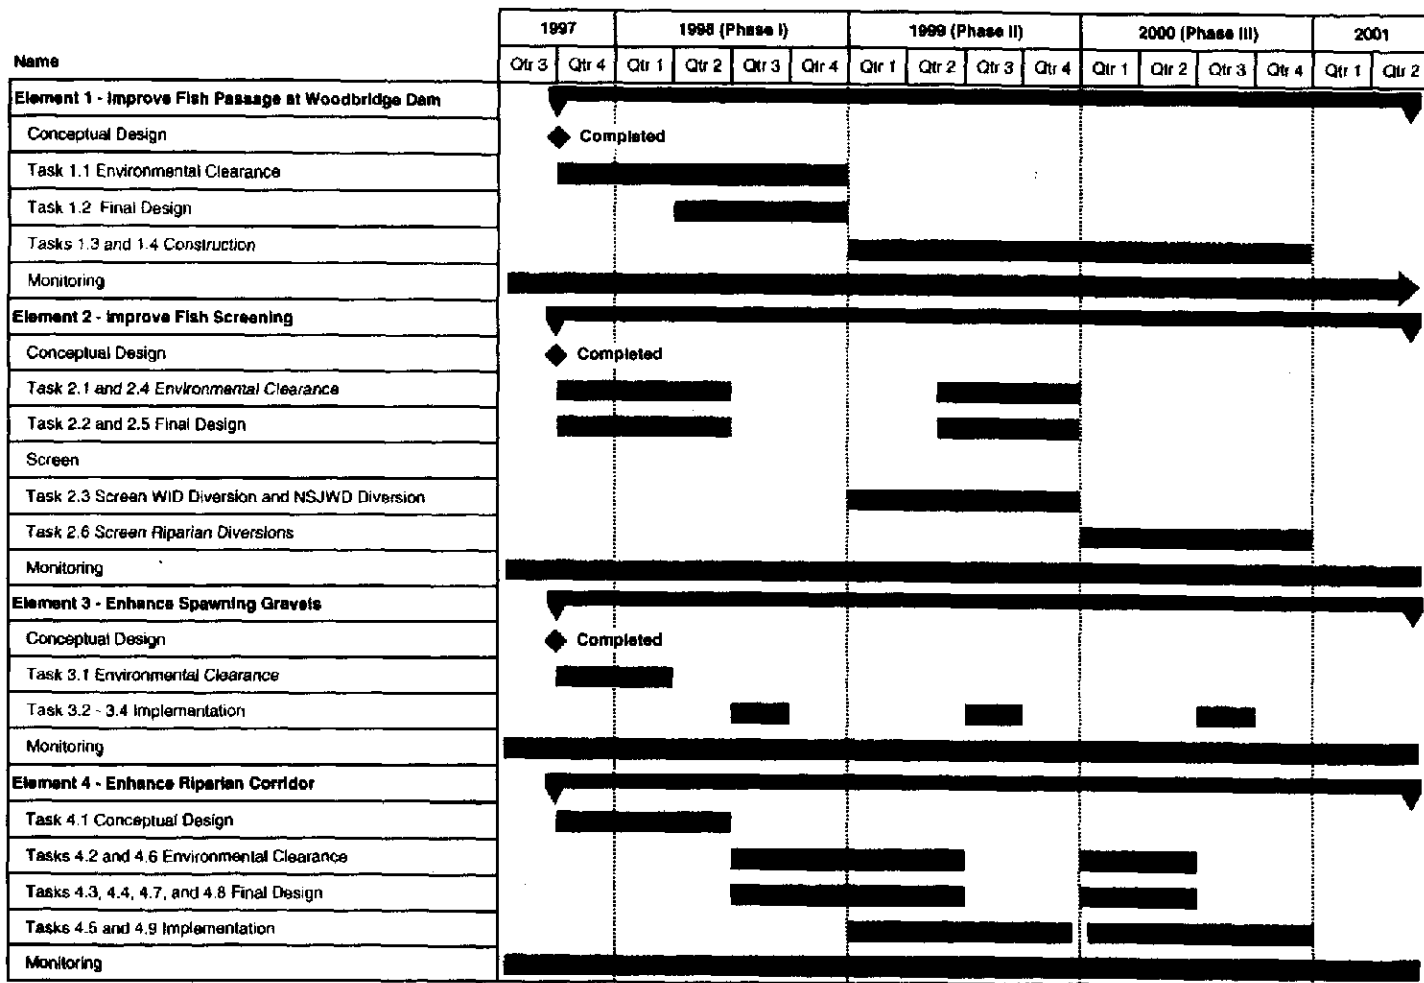 1997 1998 (Phase I) 1999 (Phase II) 2000 (Phase III) 2001
Name
Qtr 3 Qtr 4 Qtr 1 Qtr 2 Qtr 3 Qtr 4 Qtr 1 Qtr 2 Qtr 3 Qtr 4 Qtr 1 Qtr 2 Qtr 3 Qtr 4 Qtr 1 Qtr 2
Element 1 - Improve Fish Passage at Woodbridge Dam
Conceptual Design Completed
Task 1.1 Environmental Clearance
Task 1.2 Final Design
Tasks 1.3 and 1.4 Construction
Monitoring
Element 2 - Improve Fish Screening
Conceptual Design Completed
Task 2.1 and 2.4 Environmental Clearance
Task 2.2 and 2.5 Final Design
Screen
Task 2.3 Screen WID Diversion and NSJWD Diversion
Task 2.6 Screen Riparian Diversions
Monitoring
Element 3 - Enhance Spawning Gravels
Conceptual Design Completed
Task 3.1 Environmental Clearance
Task 3.2 - 3.4 Implementation
Monitoring
Element 4 - Enhance Riparian Corridor
Task 4.1 Conceptual Design
Tasks 4.2 and 4.6 Environmental Clearance
Tasks 4.3, 4.4, 4.7, and 4.8 Final Design
Tasks 4.5 and 4.9 Implementation
Monitoring